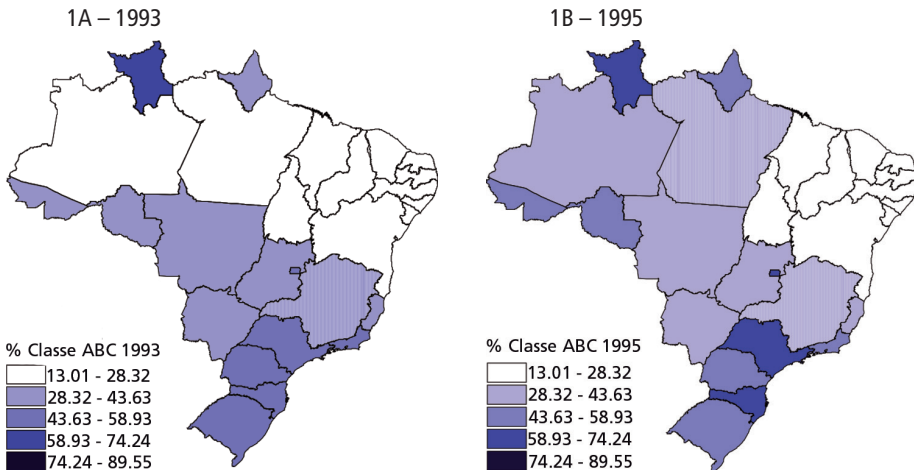 1A – 1993
% Classe ABC 1993
13.01 - 28.32
28.32 - 43.63
43.63 - 58.93
58.93 - 74.24
74.24 - 89.55
1B – 1995
% Classe ABC 1995
13.01 - 28.32
28.32 - 43.63
43.63 - 58.93
58.93 - 74.24
74.24 - 89.55